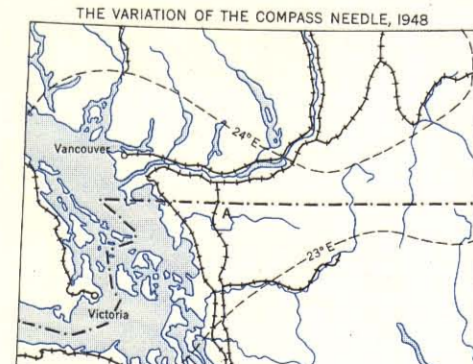 THE VARIATION OF THE COMPASS NEEDLE, 1948
24° E
Vancouver
A
23° E
Victoria